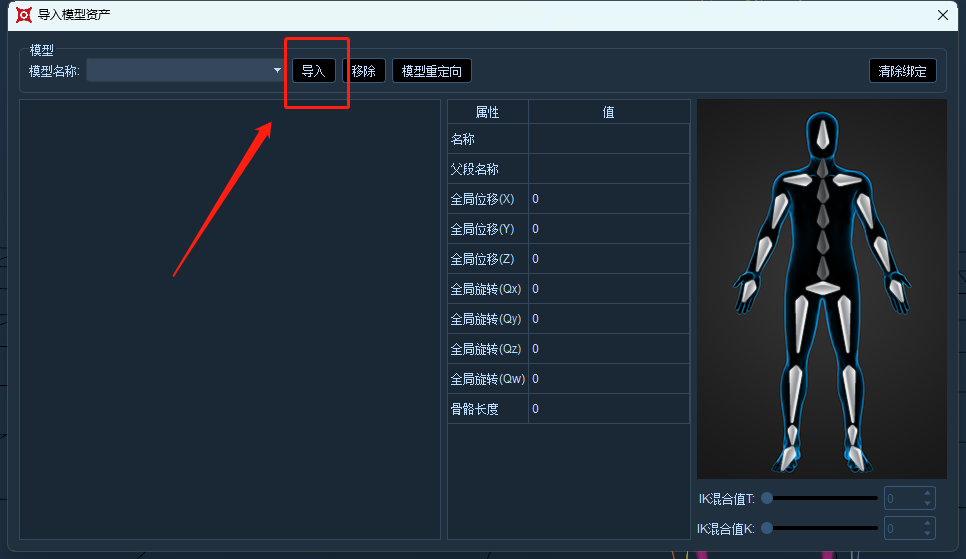 导入模型资产
模型
模型名称: 导入 移除 模型重定向 清除绑定
属性 值
名称
父段名称
全局位移(X) 0
全局位移(Y) 0
全局位移(Z) 0
全局旋转(Qx) 0
全局旋转(Qy) 0
全局旋转(Qz) 0
全局旋转(Qw) 0
骨骼长度 0
IK混合值T: 0
IK混合值K: 0